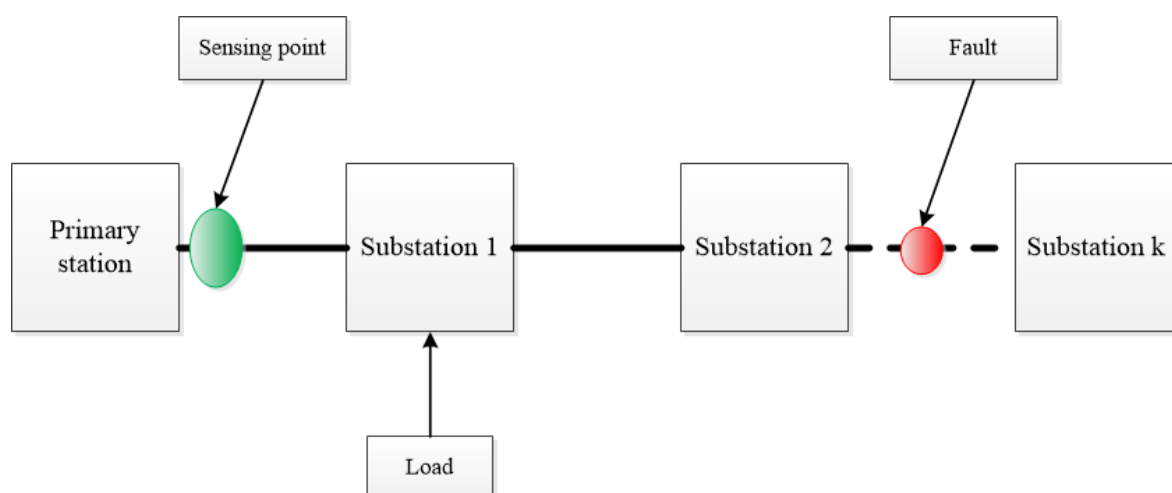 Sensing point
Fault
Primary
station
Substation 1
Substation 2
Substation k
Load